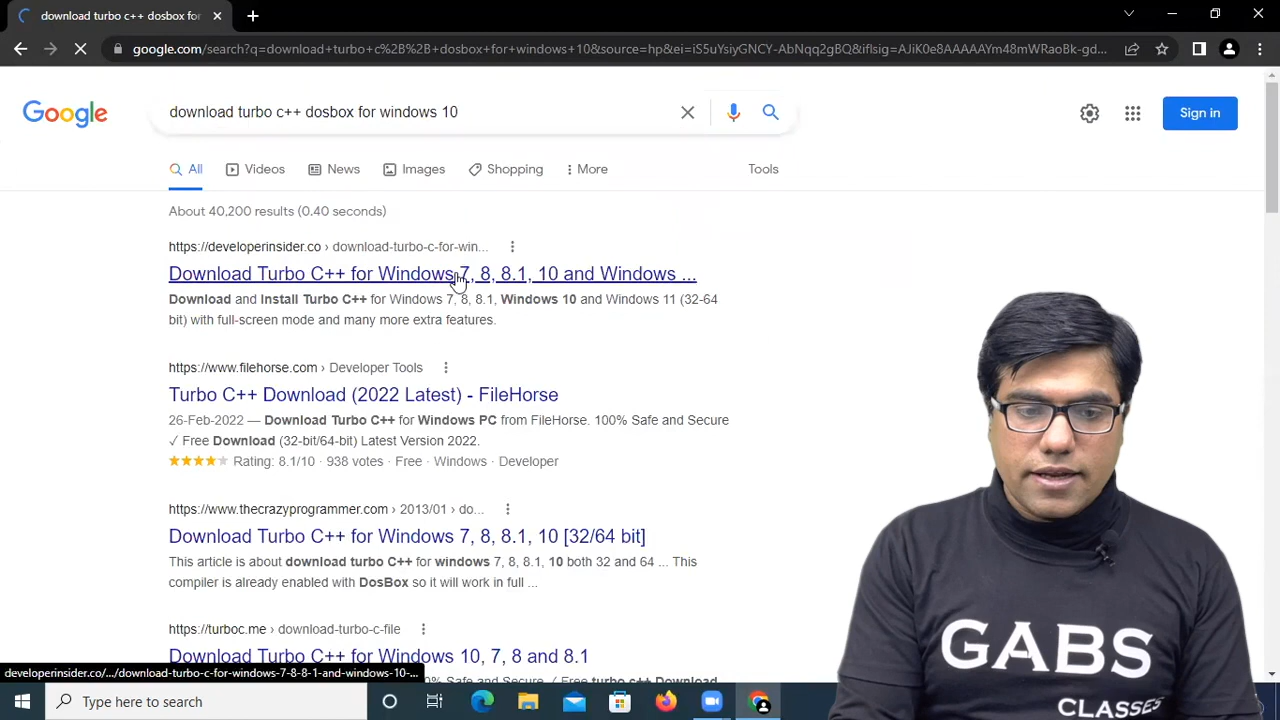 download turbo c++ dosbox for
google.com/search?q=download+turbo+c%2B%2B+dosbox+for+windows+10&source=hp&ei=iS5uYsiyGNCY-AbNqq2gBQ&iflsig=AJiK0e8AAAAAYm48mWRaoBk-gd...
Google
download turbo c++ dosbox for windows 10
Sign in
All
Videos
News
Images
Shopping
More
Tools
About 40,200 results (0.40 seconds)
https://developerinsider.co › download-turbo-c-for-win...
Download Turbo C++ for Windows 7, 8, 8.1, 10 and Windows ...
Download and Install Turbo C++ for Windows 7, 8, 8.1, Windows 10 and Windows 11 (32-64
bit) with full-screen mode and many more extra features.
https://www.filehorse.com › Developer Tools
Turbo C++ Download (2022 Latest) - FileHorse
26-Feb-2022 — Download Turbo C++ for Windows PC from FileHorse. 100% Safe and Secure
✓ Free Download (32-bit/64-bit) Latest Version 2022.
Rating: 8.1/10 · 938 votes · Free · Windows · Developer
https://www.thecrazyprogrammer.com › 2013/01 › do...
Download Turbo C++ for Windows 7, 8, 8.1, 10 [32/64 bit]
This article is about download turbo C++ for windows 7, 8, 8.1, 10 both 32 and 64 ... This
compiler is already enabled with DosBox so it will work in full ...
https://turboc.me › download-turbo-c-file
Download Turbo C++ for Windows 10, 7, 8 and 8.1
developerinsider.co/.../download-turbo-c-for-windows-7-8-8-1-and-windows-10-...
Safe and Secure. ✓ Free turbo c++ Download
Type here to search
GABS
CLASSES